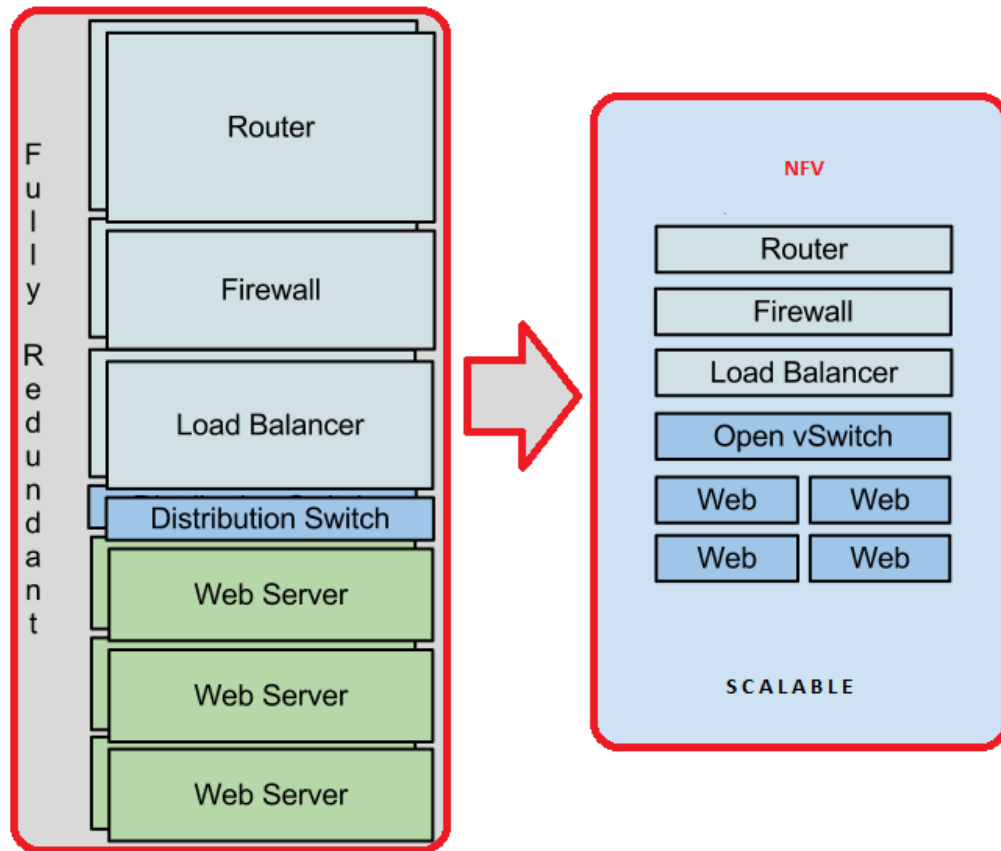 Fully Redundant
Router
Firewall
Load Balancer
Distribution Switch
Web Server
Web Server
Web Server
NFV
Router
Firewall
Load Balancer
Open vSwitch
Web Web
Web Web
SCALABLE